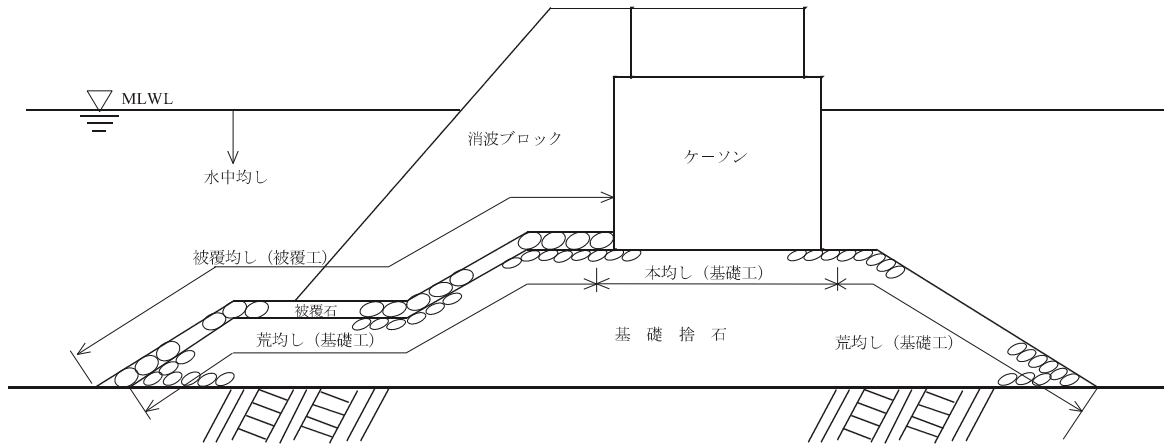 MLWL
消波ブロック
ケーソン
水中均し
被覆均し（被覆工）
本均し（基礎工）
被覆石
荒均し（基礎工）
基 礎 捨 石
荒均し（基礎工）